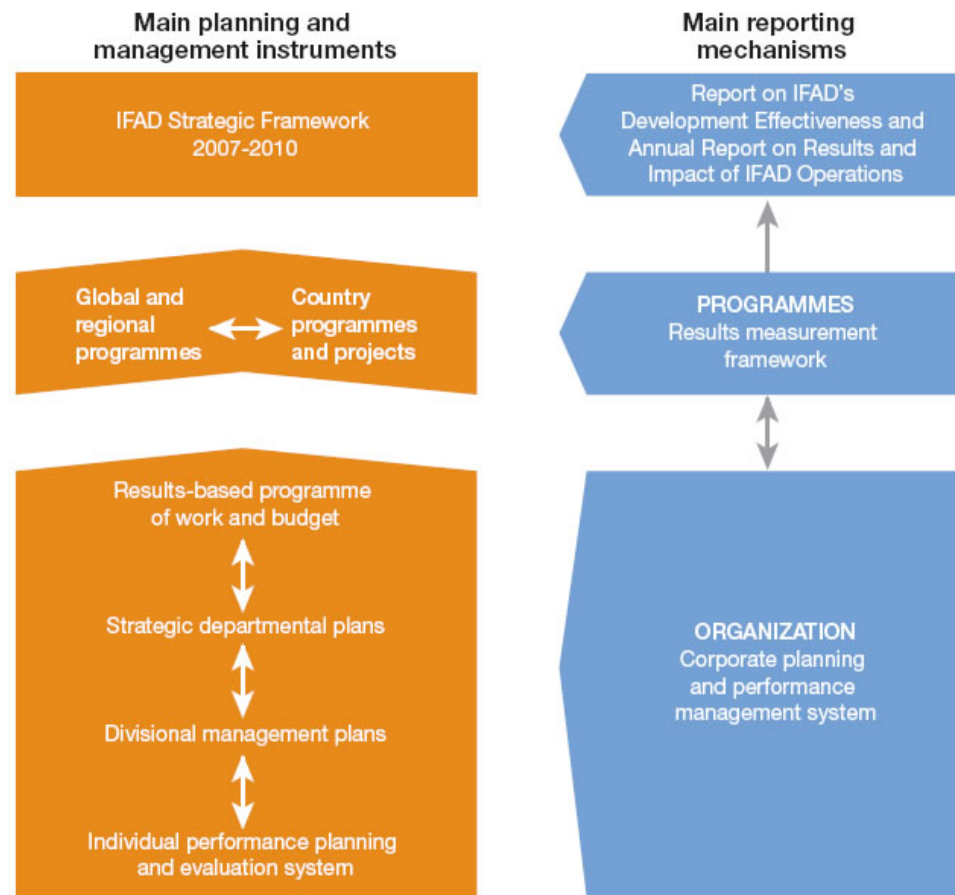 Main planning and
management instruments
IFAD Strategic Framework
2007-2010
Global and
regional
programmes
Country
programmes
and projects
Results-based programme
of work and budget
Strategic departmental plans
Divisional management plans
Individual performance planning
and evaluation system
Main reporting
mechanisms
Report on IFAD's
Development Effectiveness and
Annual Report on Results and
Impact of IFAD Operations
PROGRAMMES
Results measurement
framework
ORGANIZATION
Corporate planning
and performance
management system